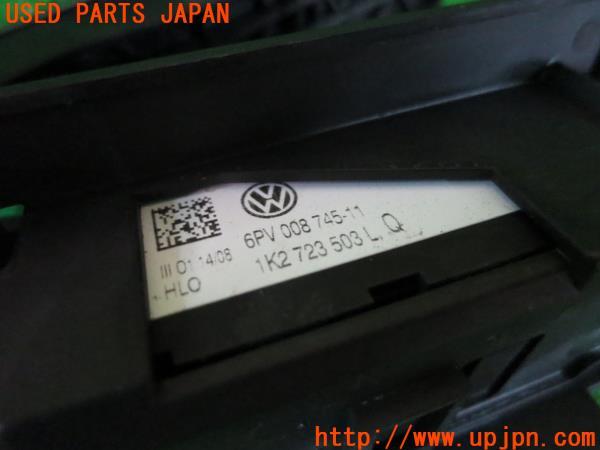 USED PARTS JAPAN
6PV 008 745-11
III 01 14/08
1K2 723 503 L Q
HLO
UPJ
http://www.upjpn.com